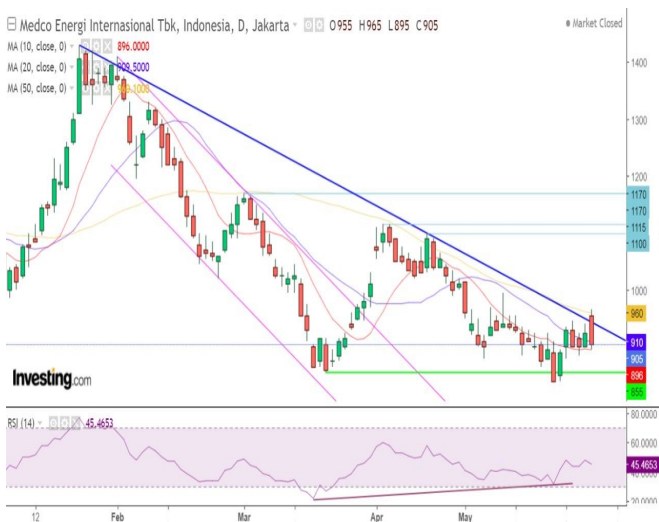 Medco Energi Internasional Tbk, Indonesia, D, Jakarta O955 H965 L895 C905
Market Closed
MA (10, close, 0) 896.0000
MA (20, close, 0) 909.5000
MA (50, close, 0)
1400
1300
1200
1170
1170
1115
1100
1000
960
910
905
896
855
Investing.com
RSI (14) 45.4653
80.0000
60.0000
45.4653
20.0000
12 Feb Mar Apr May